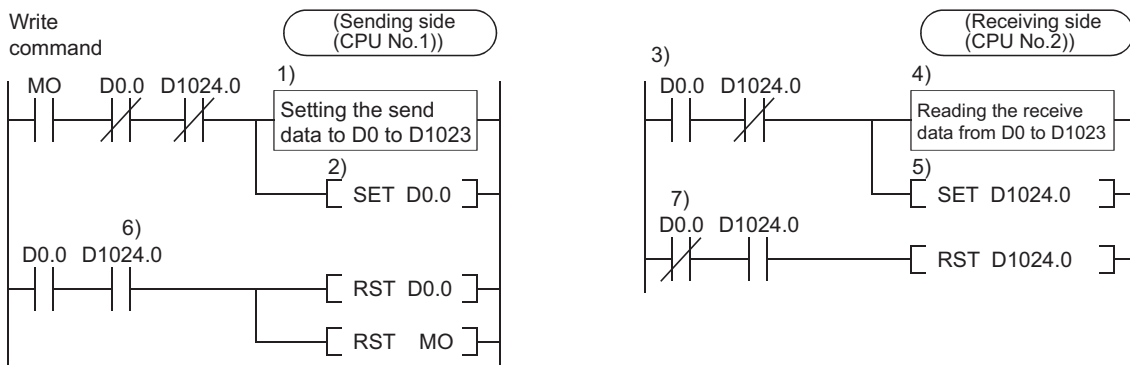 Write
command
(Sending side
(CPU No.1))
1)
MO D0.0 D1024.0
Setting the send
data to D0 to D1023
2)
SET D0.0
6)
D0.0 D1024.0
RST D0.0
RST MO
(Receiving side
(CPU No.2))
3)
4)
D0.0 D1024.0
Reading the receive
data from D0 to D1023
5)
SET D1024.0
7)
D0.0 D1024.0
RST D1024.0